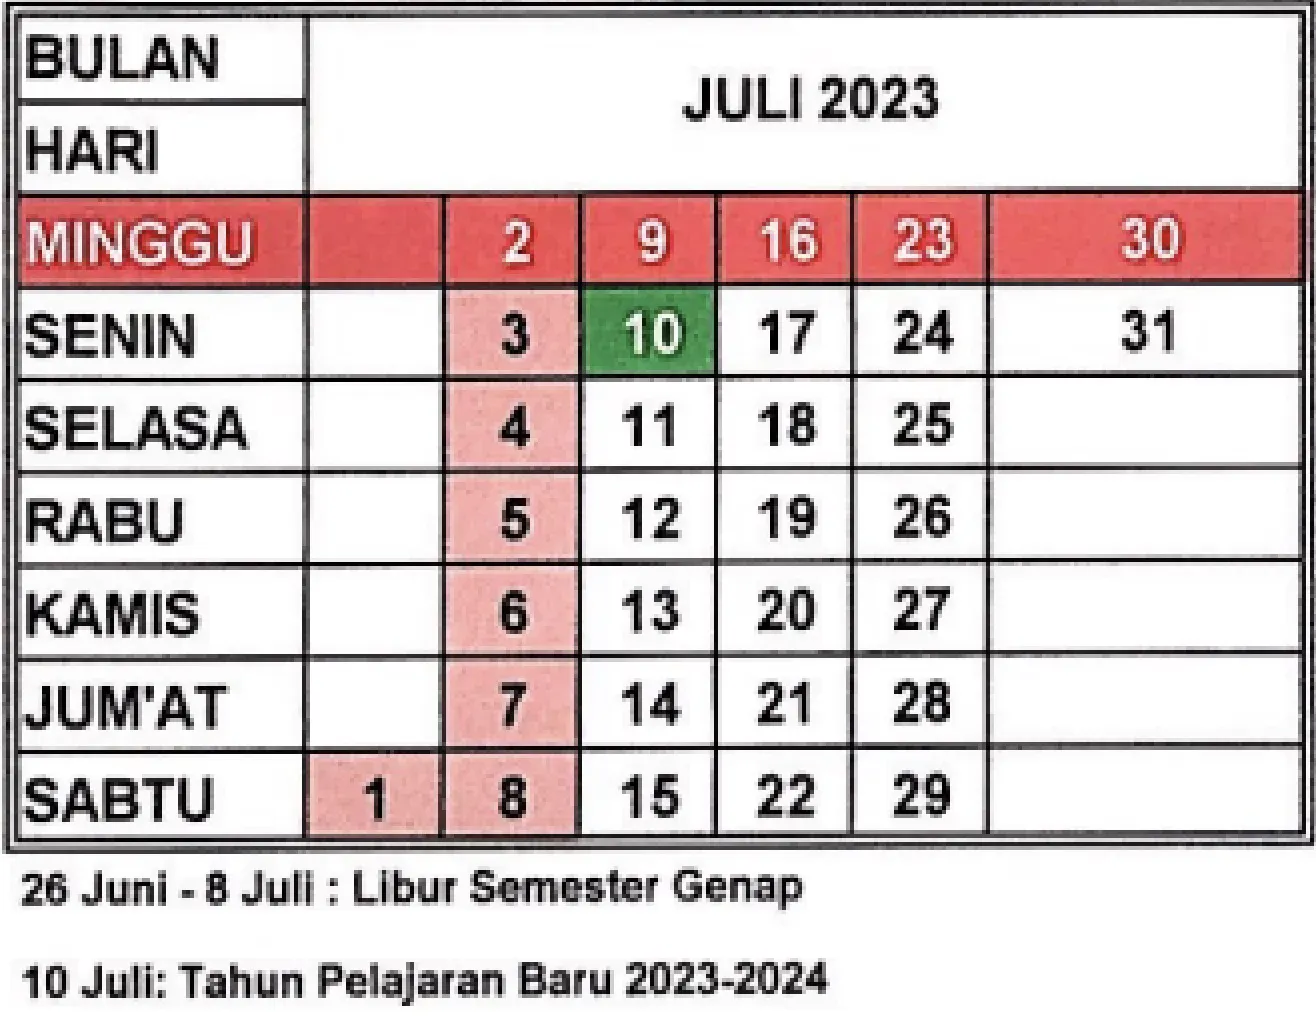 BULAN
JULI 2023
HARI
MINGGU 2 9 16 23 30
SENIN 3 10 17 24 31
SELASA 4 11 18 25
RABU 5 12 19 26
KAMIS 6 13 20 27
JUM'AT 7 14 21 28
SABTU 1 8 15 22 29
26 Juni - 8 Juli : Libur Semester Genap
10 Juli: Tahun Pelajaran Baru 2023-2024